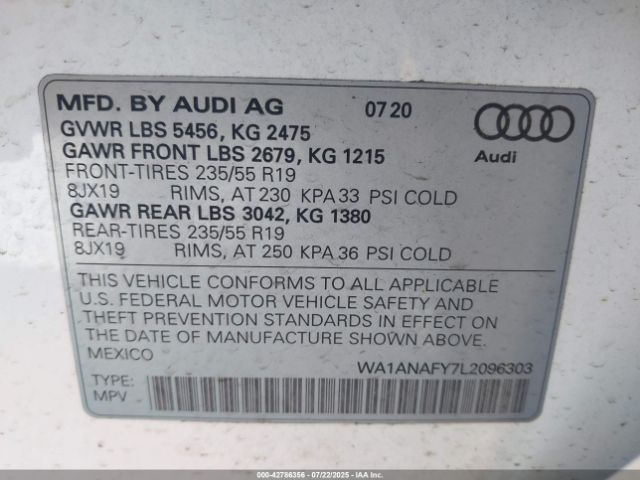 MFD. BY AUDI AG 07 20
GVWR LBS 5456, KG 2475
GAWR FRONT LBS 2679, KG 1215
FRONT-TIRES 235/55 R19
8JX19 RIMS, AT 230 KPA 33 PSI COLD
GAWR REAR LBS 3042, KG 1380
REAR-TIRES 235/55 R19
8JX19 RIMS, AT 250 KPA 36 PSI COLD
Audi
THIS VEHICLE CONFORMS TO ALL APPLICABLE
U.S. FEDERAL MOTOR VEHICLE SAFETY AND
THEFT PREVENTION STANDARDS IN EFFECT ON
THE DATE OF MANUFACTURE SHOWN ABOVE.
MEXICO
WA1ANAFY7L2096303
TYPE:
MPV
000-42786356 - 07/22/2025 - IAAI.COM